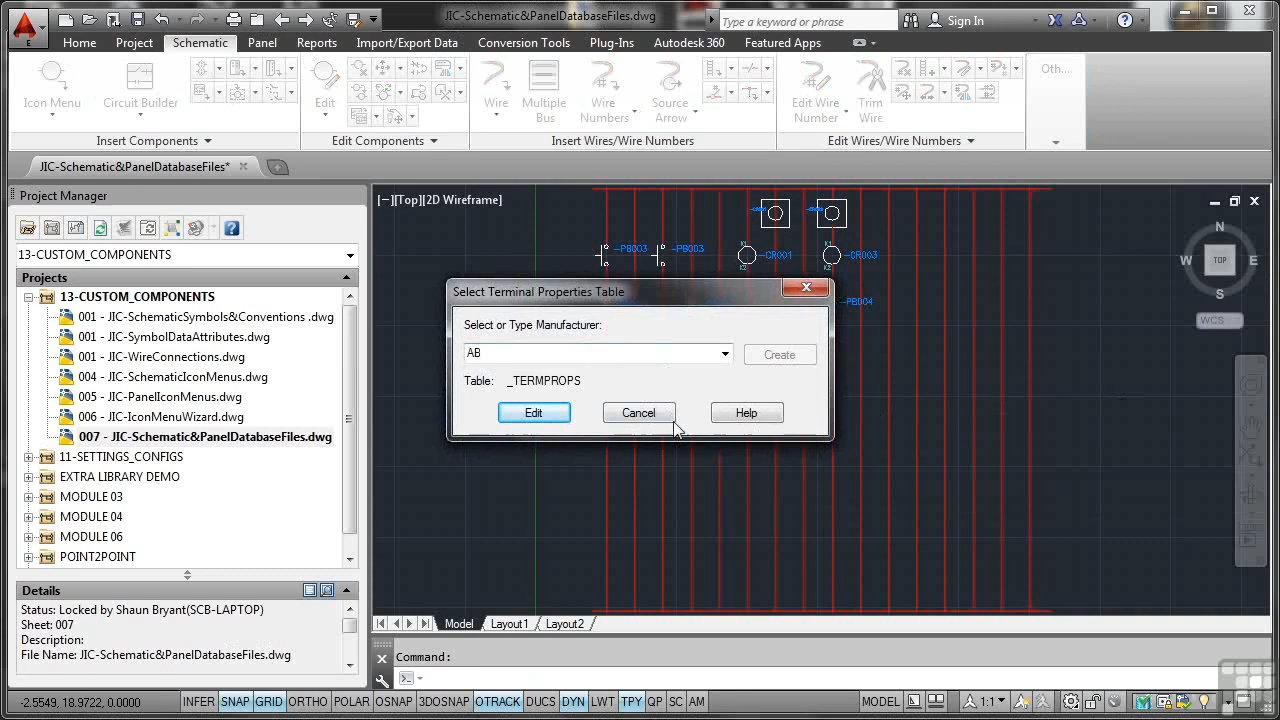 JIC-Schematic&PanelDatabaseFiles.dwg
Type a keyword or phrase
Sign In
Home Project Schematic Panel Reports Import/Export Data Conversion Tools Plug-Ins Autodesk 360 Featured Apps
Icon Menu Circuit Builder Edit Wire Multiple Bus Wire Numbers Source Arrow Edit Wire Number Trim Wire Oth...
Insert Components Edit Components Insert Wires/Wire Numbers Edit Wires/Wire Numbers
JIC-Schematic&PanelDatabaseFiles*
Project Manager
13-CUSTOM_COMPONENTS
Projects
13-CUSTOM_COMPONENTS
001 - JIC-SchematicSymbols&Conventions .dwg
001 - JIC-SymbolDataAttributes.dwg
001 - JIC-WireConnections.dwg
004 - JIC-SchematicIconMenus.dwg
005 - JIC-PanelIconMenus.dwg
006 - JIC-IconMenuWizard.dwg
007 - JIC-Schematic&PanelDatabaseFiles.dwg
11-SETTINGS_CONFIGS
EXTRA LIBRARY DEMO
MODULE 03
MODULE 04
MODULE 06
POINT2POINT
Details
Status: Locked by Shaun Bryant(SCB-LAPTOP)
Sheet: 007
Description:
File Name: JIC-Schematic&PanelDatabaseFiles.dwg
[−][Top][2D Wireframe]
-PB003 -PB003 K1 -CR001 K2 K1 -CR003 K2
-PB004
N
W TOP E
S
WCS
Select Terminal Properties Table
Select or Type Manufacturer:
AB
Create
Table: _TERMPROPS
Edit Cancel Help
Model Layout1 Layout2
Command:
-2.5549, 18.9722, 0.0000 INFER SNAP GRID ORTHO POLAR OSNAP 3DOSNAP OTRACK DUCS DYN LWT TPY QP SC AM MODEL 1:1